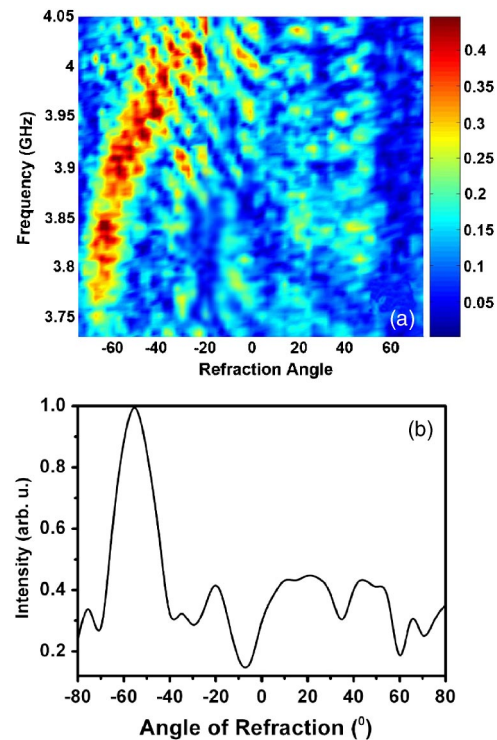 4.05
4
3.95
3.9
3.85
3.8
3.75
Frequency (GHz)
-60 -40 -20 0 20 40 60
Refraction Angle
(a)
0.4
0.35
0.3
0.25
0.2
0.15
0.1
0.05
(b)
1.0
0.8
0.6
0.4
0.2
Intensity (arb. u.)
-80 -60 -40 -20 0 20 40 60 80
Angle of Refraction (⁰)